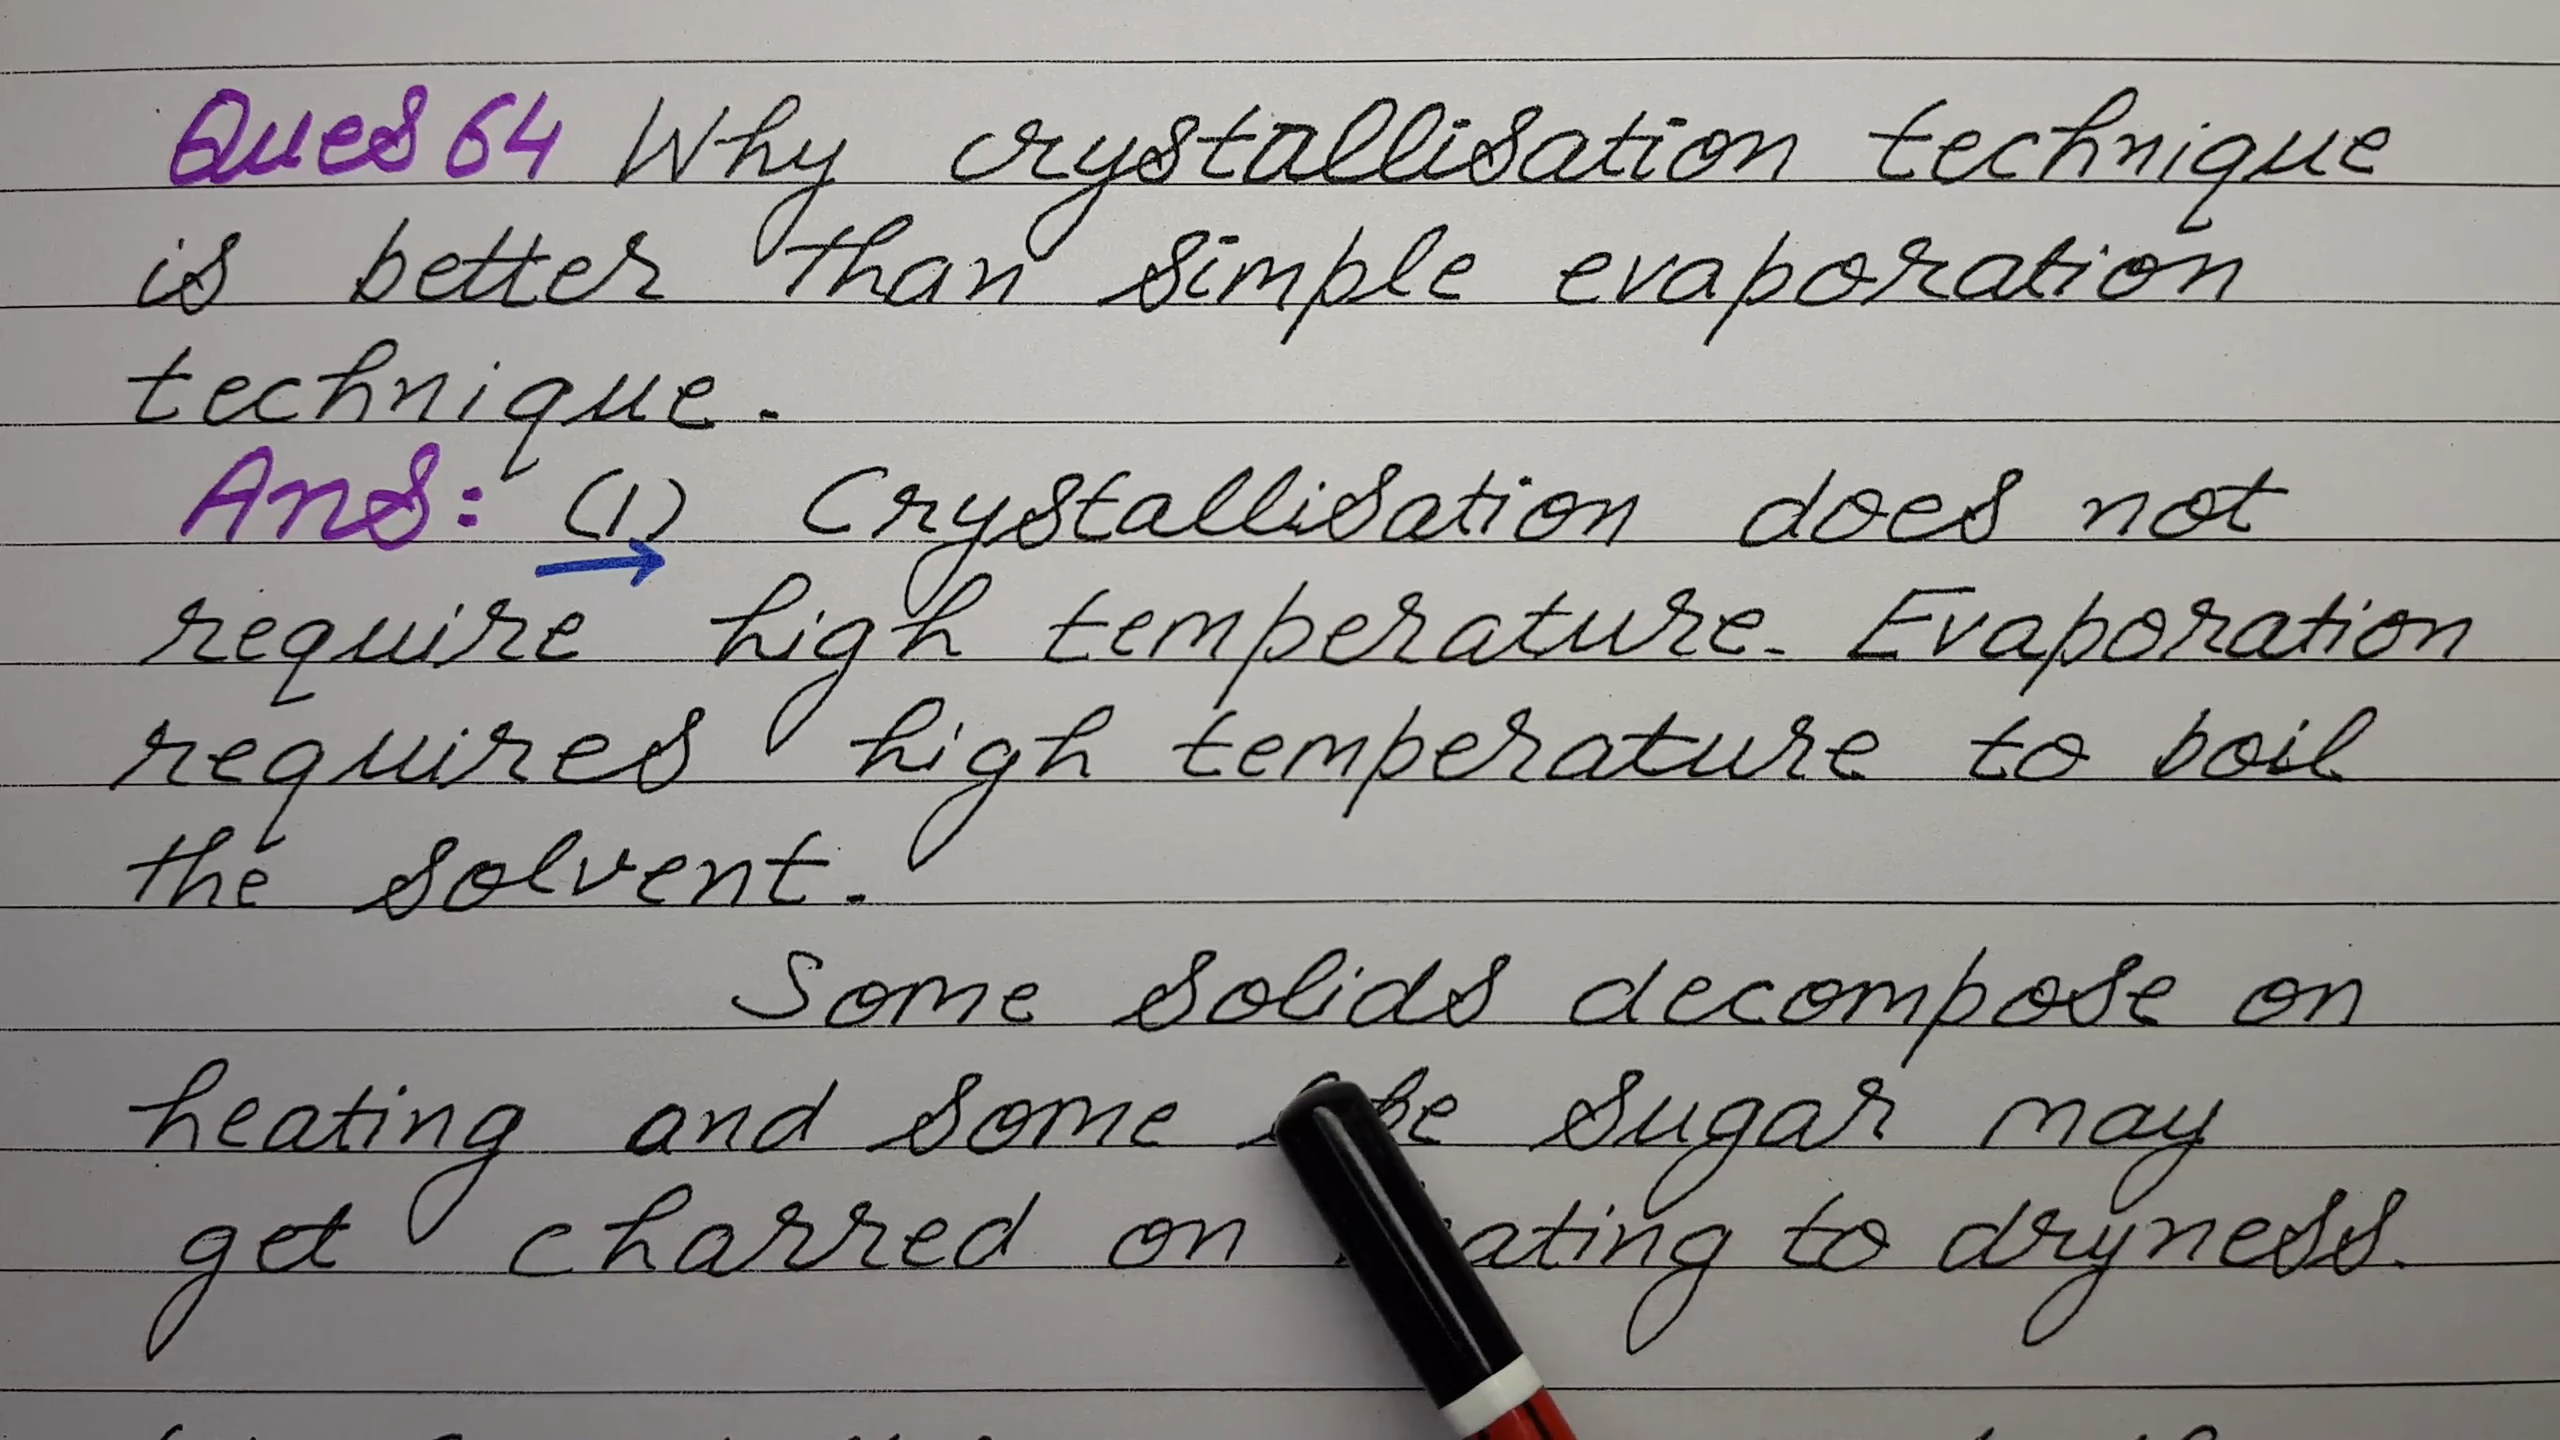 Ques 64 Why crystallisation technique
is better than simple evaporation
technique.
Ans: (1) Crystallisation does not
require high temperature. Evaporation
requires high temperature to boil
the solvent.
Some solids decompose on
heating and some like sugar may
get charred on heating to dryness.